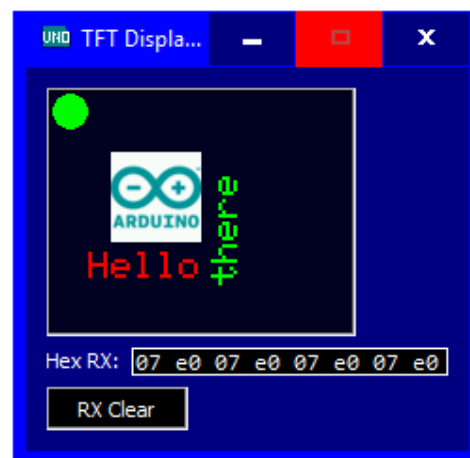 UNO TFT Displa...
ARDUINO
Hello
there
Hex RX: 07 e0 07 e0 07 e0 07 e0
RX Clear